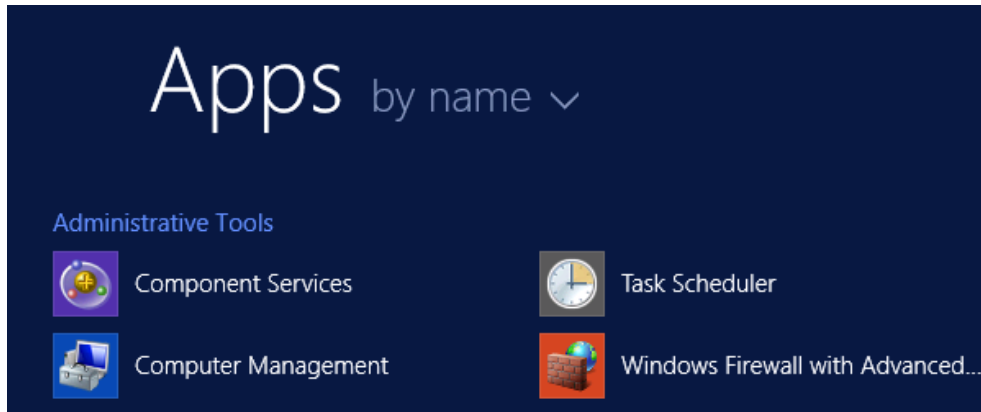 Apps by name
Administrative Tools
Component Services
Task Scheduler
Computer Management
Windows Firewall with Advanced...